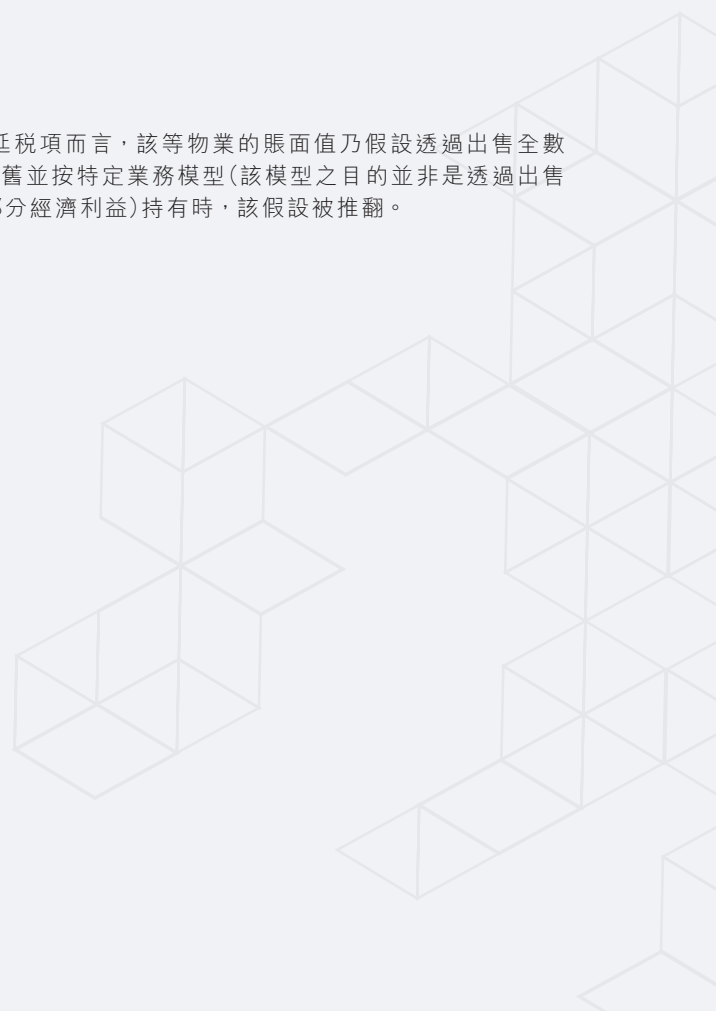 延税項而言，該等物業的賬面值乃假設透過出售全數
舊並按特定業務模型（該模型之目的並非是透過出售
分經濟利益）持有時，該假設被推翻。